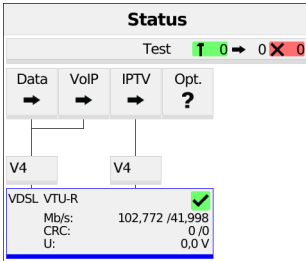 Status
Test 0 ➡ 0 ✕ 0
Data VoIP IPTV Opt.
➡ ➡ ➡ ?
V4 V4
VDSL VTU-R ✓
Mb/s: 102,772 /41,998
CRC: 0 /0
U: 0,0 V